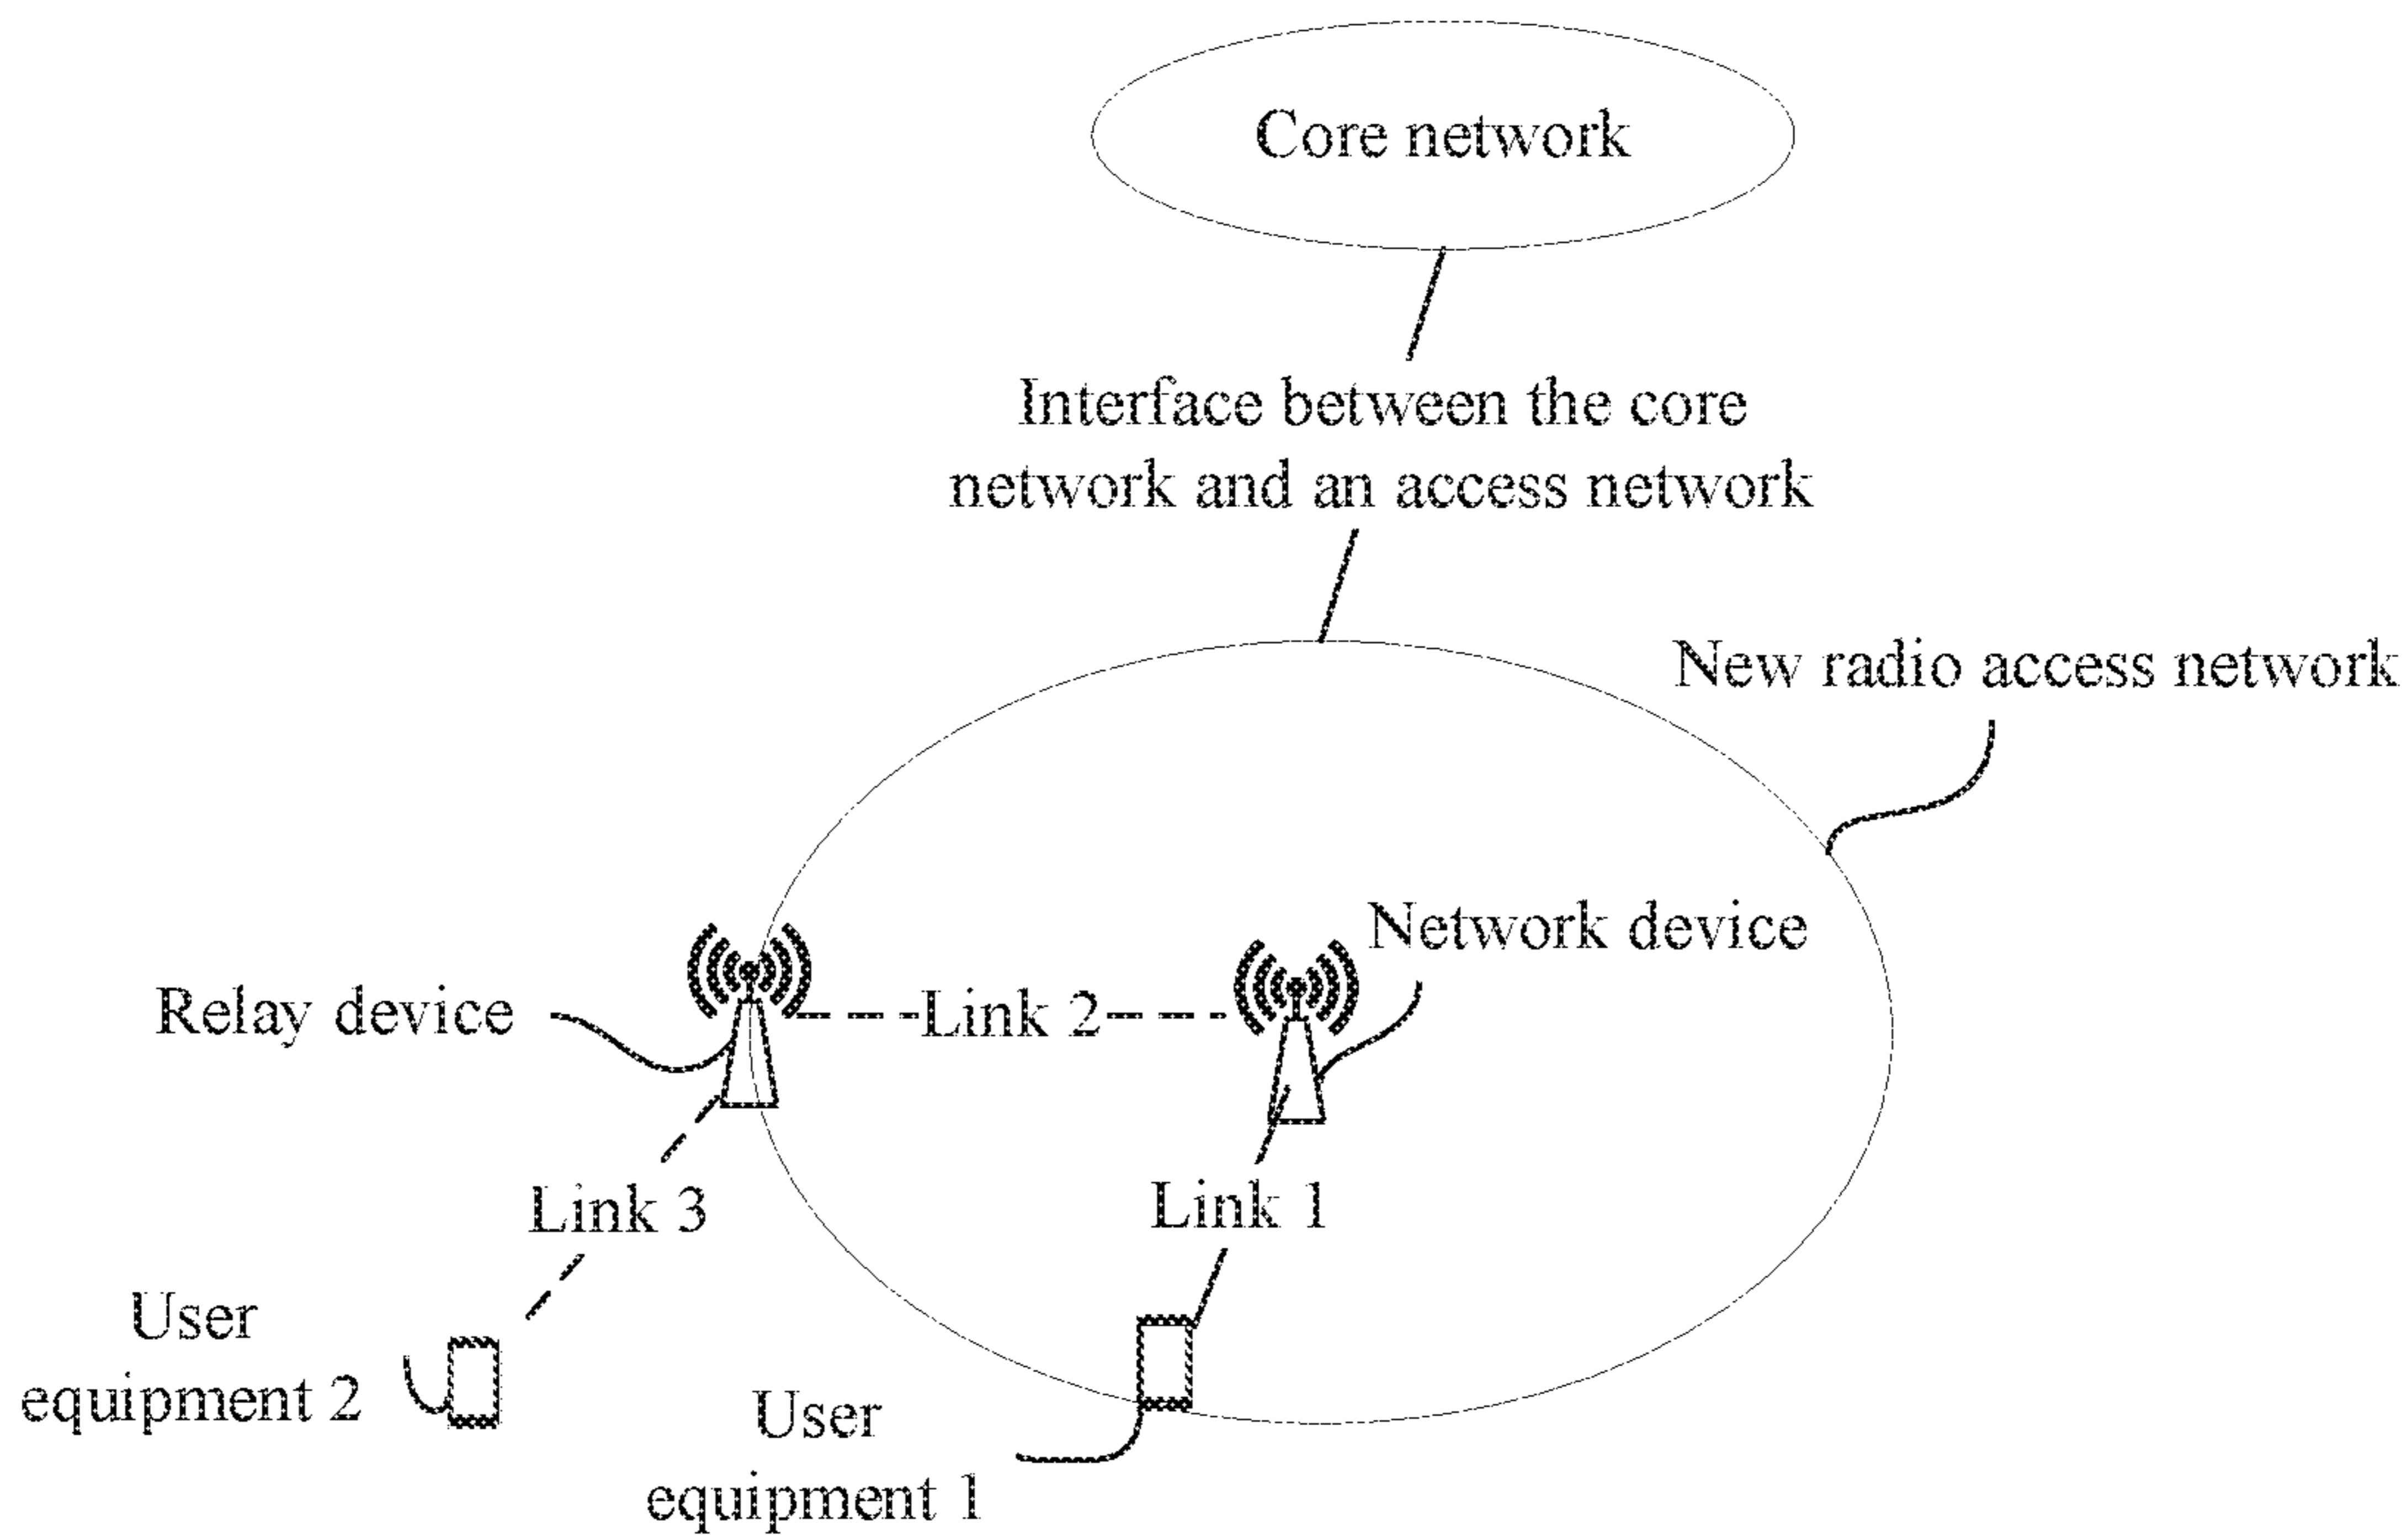 Core network
Interface between the core
network and an access network
New radio access network
Network device
Relay device
Link 2
Link 3
Link 1
User
equipment 2
User
equipment 1